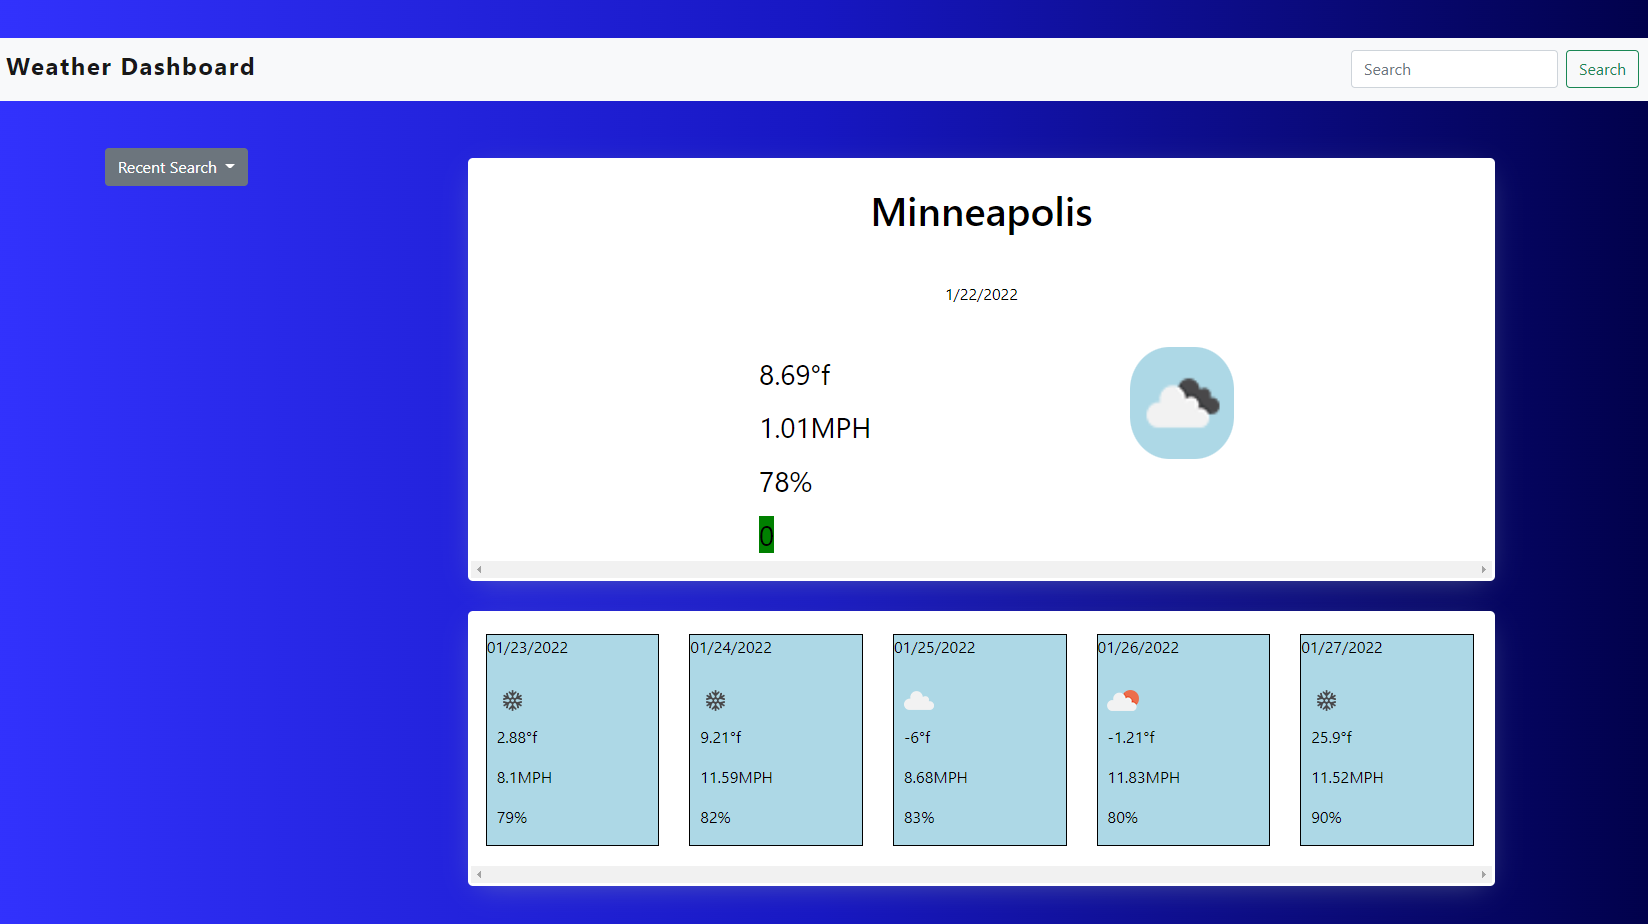 Weather Dashboard
Search
Search
Recent Search
Minneapolis
1/22/2022
8.69°f
1.01MPH
78%
0
01/23/2022
2.88°f
8.1MPH
79%
01/24/2022
9.21°f
11.59MPH
82%
01/25/2022
-6°f
8.68MPH
83%
01/26/2022
-1.21°f
11.83MPH
80%
01/27/2022
25.9°f
11.52MPH
90%